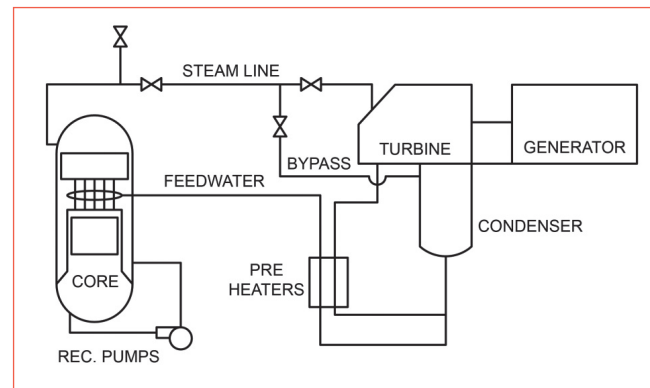 STEAM LINE
TURBINE
GENERATOR
BYPASS
FEEDWATER
CONDENSER
PRE
HEATERS
CORE
REC. PUMPS